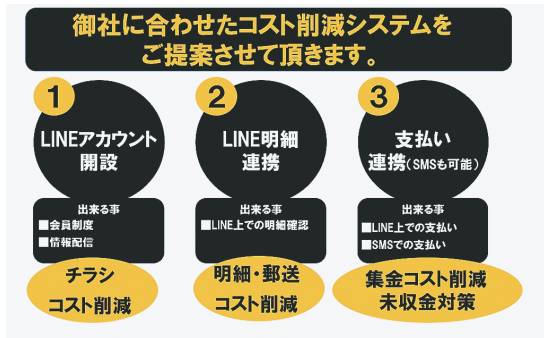 御社に合わせたコスト削減システムを
ご提案させて頂きます。
1
LINEアカウント
開設
出来る事
■会員制度
■情報配信
チラシ
コスト削減
2
LINE明細
連携
出来る事
■LINE上での明細確認
明細・郵送
コスト削減
3
支払い
連携(SMSも可能)
出来る事
■LINE上での支払い
■SMSでの支払い
集金コスト削減
未収金対策